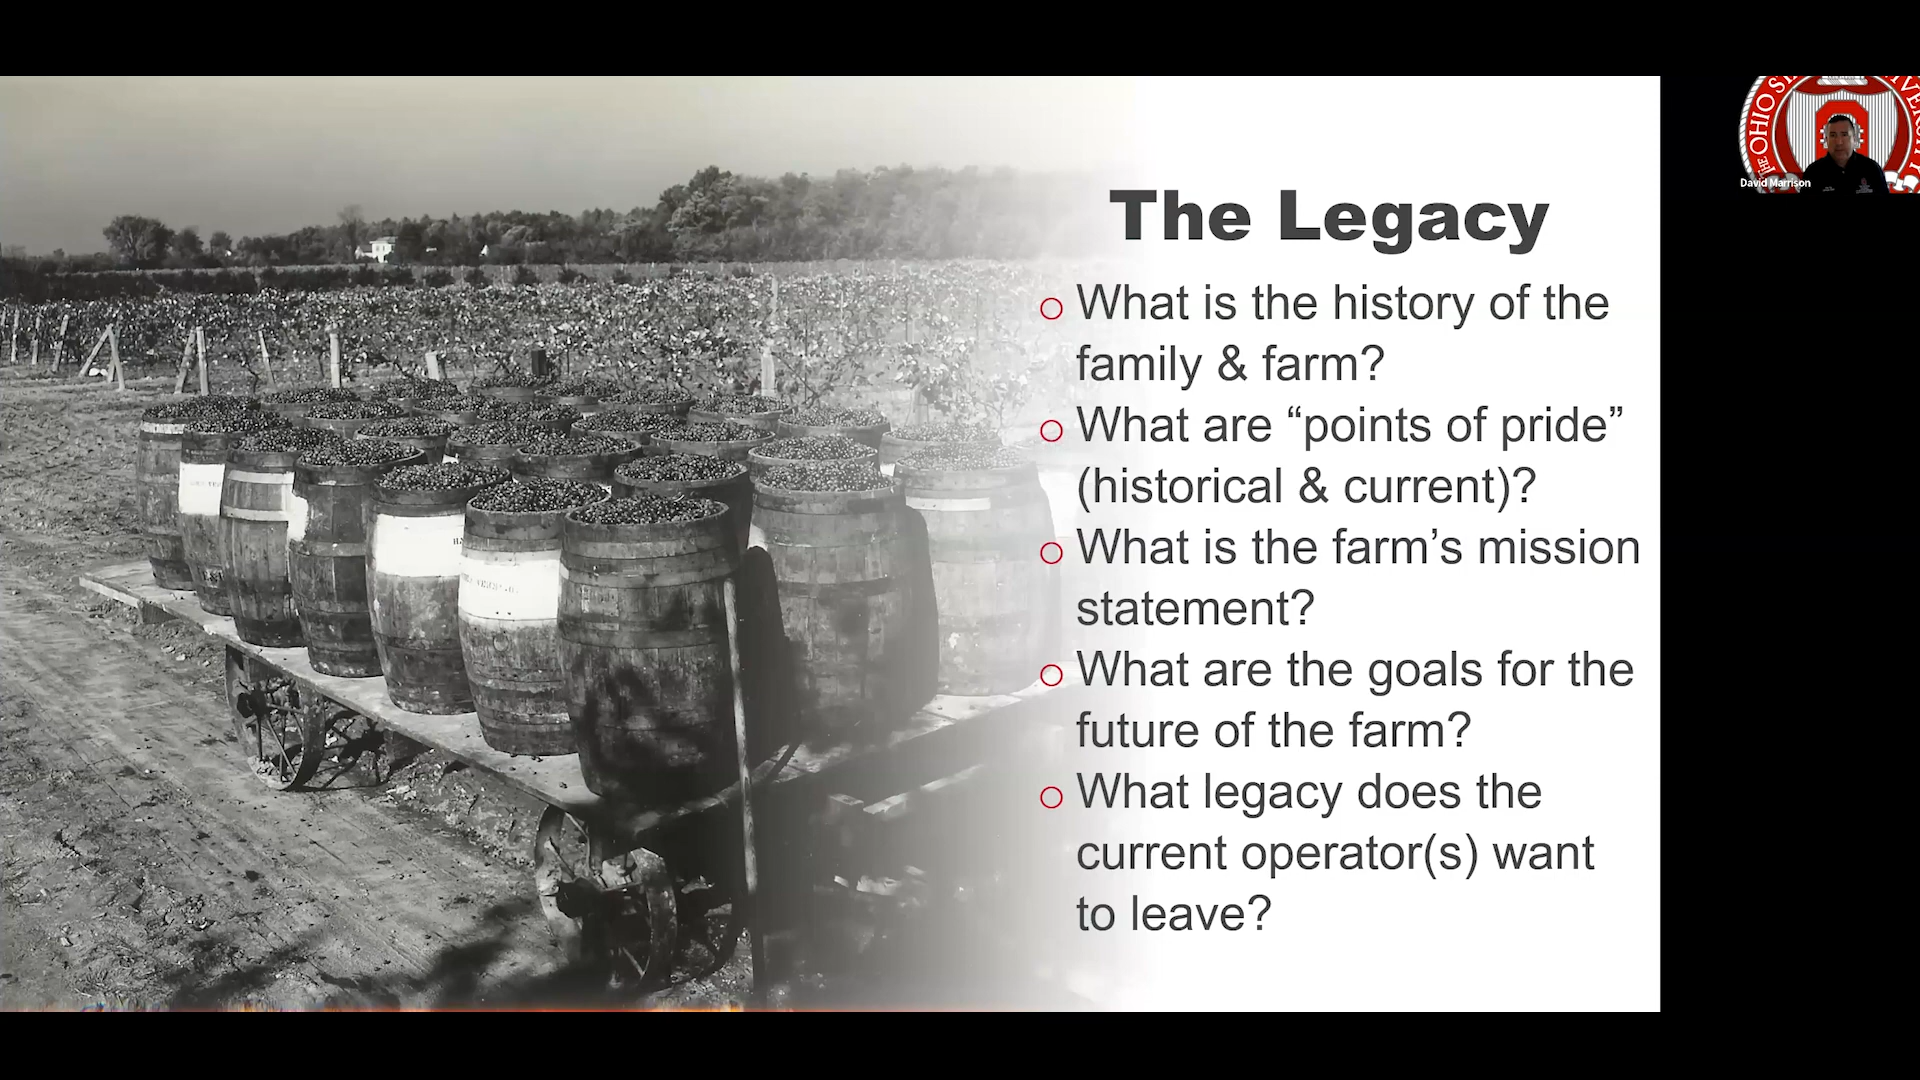 The Legacy
What is the history of the
family & farm?
What are “points of pride”
(historical & current)?
What is the farm’s mission
statement?
What are the goals for the
future of the farm?
What legacy does the
current operator(s) want
to leave?
THE OHIO
David Marrison